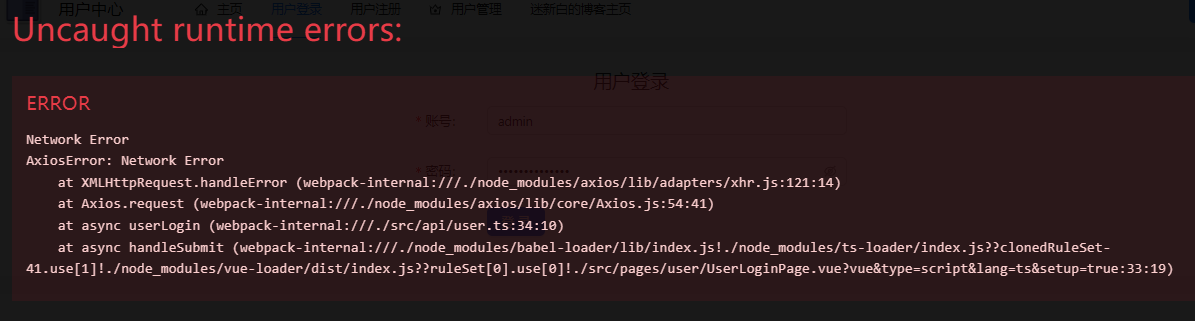 用户中心 主页 用户登录 用户注册 用户管理 迷新白的博客主页
Uncaught runtime errors:
用户登录
ERROR
* 账号: admin
Network Error
AxiosError: Network Error
* 密码:
at XMLHttpRequest.handleError (webpack-internal:///./node_modules/axios/lib/adapters/xhr.js:121:14)
at Axios.request (webpack-internal:///./node_modules/axios/lib/core/Axios.js:54:41)
at async userLogin (webpack-internal:///./src/api/user.ts:34:10)
at async handleSubmit (webpack-internal:///./node_modules/babel-loader/lib/index.js!./node_modules/ts-loader/index.js??clonedRuleSet-
41.use[1]!./node_modules/vue-loader/dist/index.js??ruleSet[0].use[0]!./src/pages/user/UserLoginPage.vue?vue&type=script&lang=ts&setup=true:33:19)